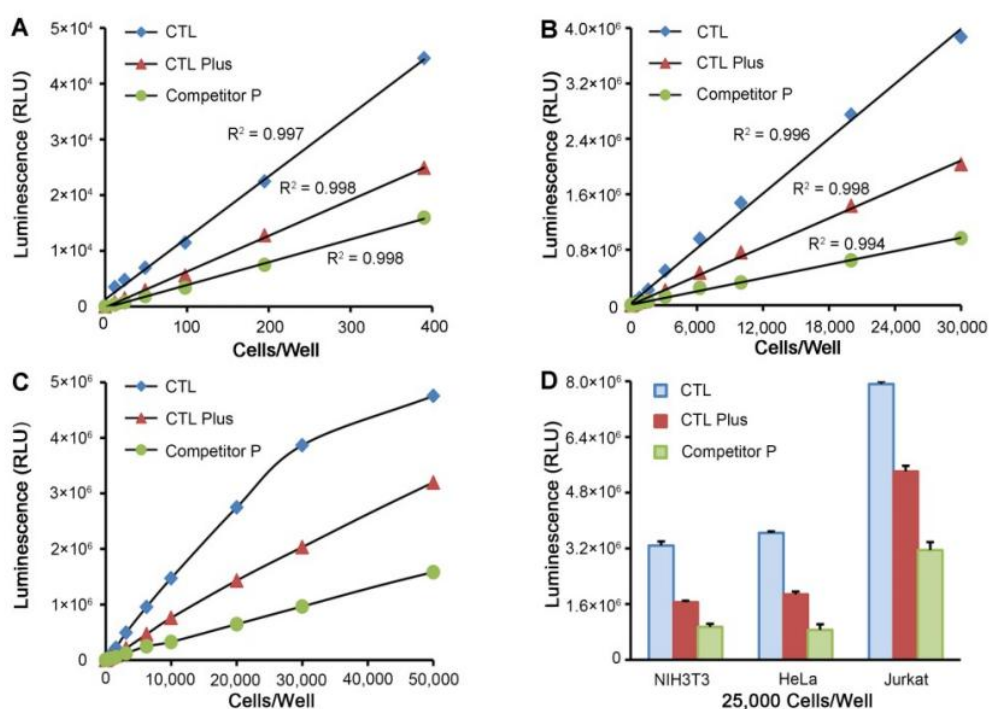 A
CTL
CTL Plus
Competitor P
Luminescence (RLU)
5×10⁴
4×10⁴
3×10⁴
2×10⁴
1×10⁴
0
R² = 0.997
R² = 0.998
R² = 0.998
0 100 200 300 400
Cells/Well
B
CTL
CTL Plus
Competitor P
Luminescence (RLU)
4.0×10⁶
3.2×10⁶
2.4×10⁶
1.6×10⁶
0.8×10⁶
0
R² = 0.996
R² = 0.998
R² = 0.994
0 6,000 12,000 18,000 24,000 30,000
Cells/Well
C
CTL
CTL Plus
Competitor P
Luminescence (RLU)
5×10⁶
4×10⁶
3×10⁶
2×10⁶
1×10⁶
0
0 10,000 20,000 30,000 40,000 50,000
D
CTL
CTL Plus
Competitor P
Luminescence (RLU)
8.0×10⁶
6.4×10⁶
4.8×10⁶
3.2×10⁶
1.6×10⁶
0
NIH3T3 HeLa Jurkat
25,000 Cells/Well